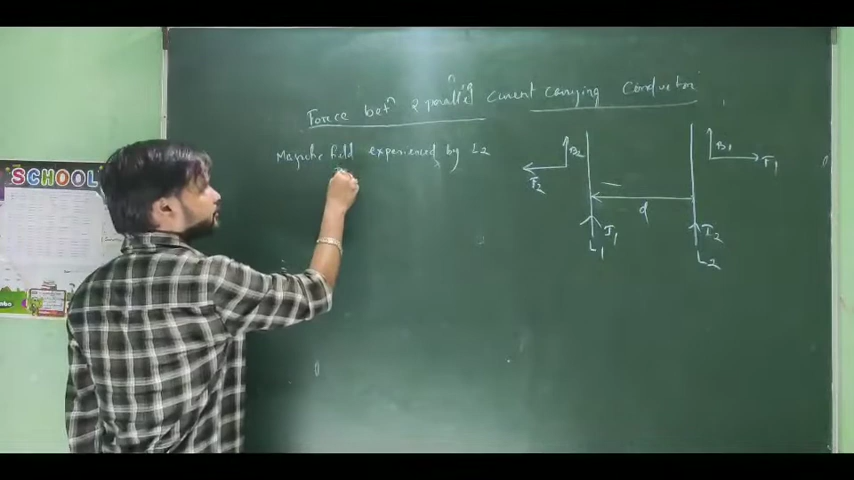 Force betⁿ 2 parallel current carrying Conductor
Magnetic field experienced by L2
B2
F2
B1
F1
d
I1
L1
I2
L2
SCHOOL